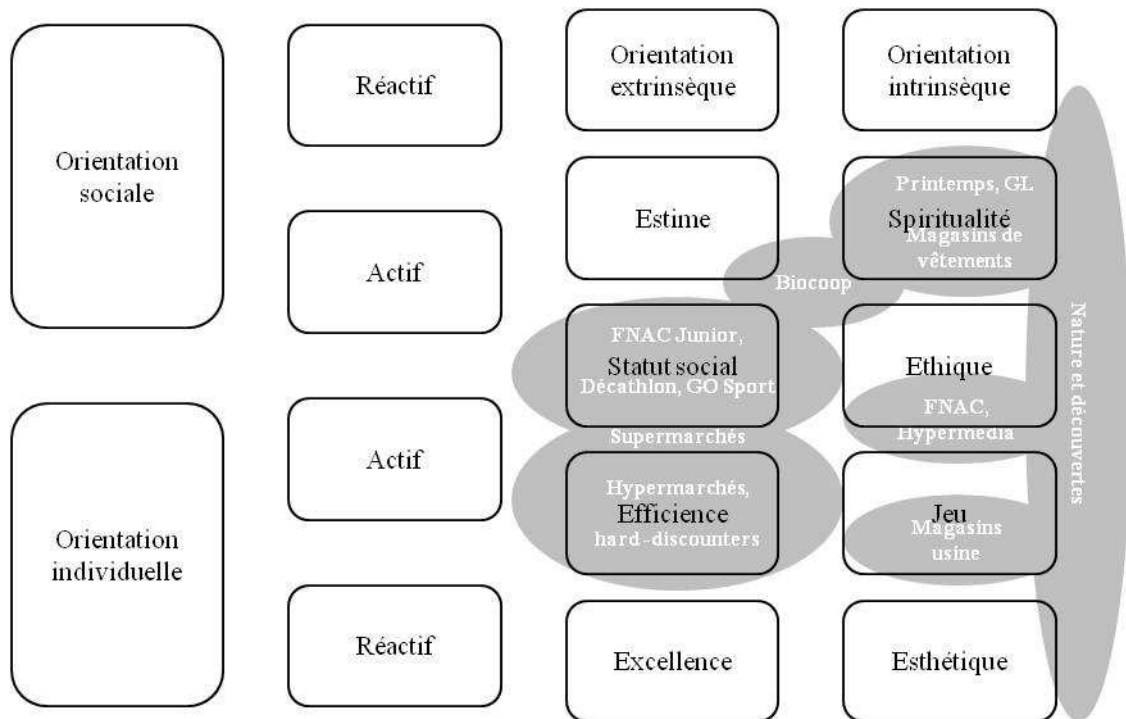 Orientation
sociale
Réactif
Orientation
extrinsèque
Orientation
intrinsèque
Actif
Estime
Printemps, GL
Spiritualité
Magasins de
vêtements
Biocoop
FNAC Junior,
Statut social
Décathlon, GO Sport
Ethique
FNAC,
Hypermedia
Nature et découvertes
Orientation
individuelle
Actif
Supermarchés
Hypermarchés,
Efficience
hard-discounters
Jeu
Magasins
usine
Réactif
Excellence
Esthétique